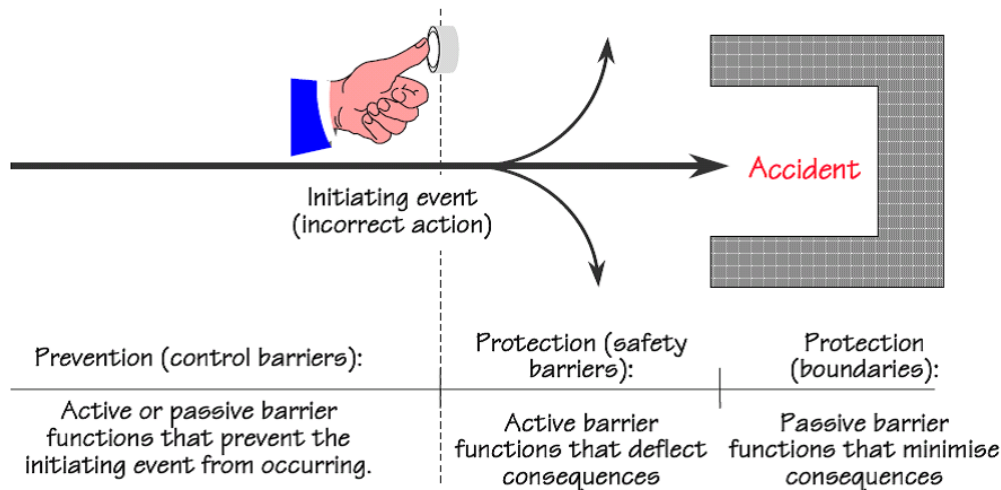 Accident
Initiating event
(incorrect action)
Prevention (control barriers):
Protection (safety
barriers):
Protection
(boundaries):
Active or passive barrier
functions that prevent the
initiating event from occurring.
Active barrier
functions that deflect
consequences
Passive barrier
functions that minimise
consequences